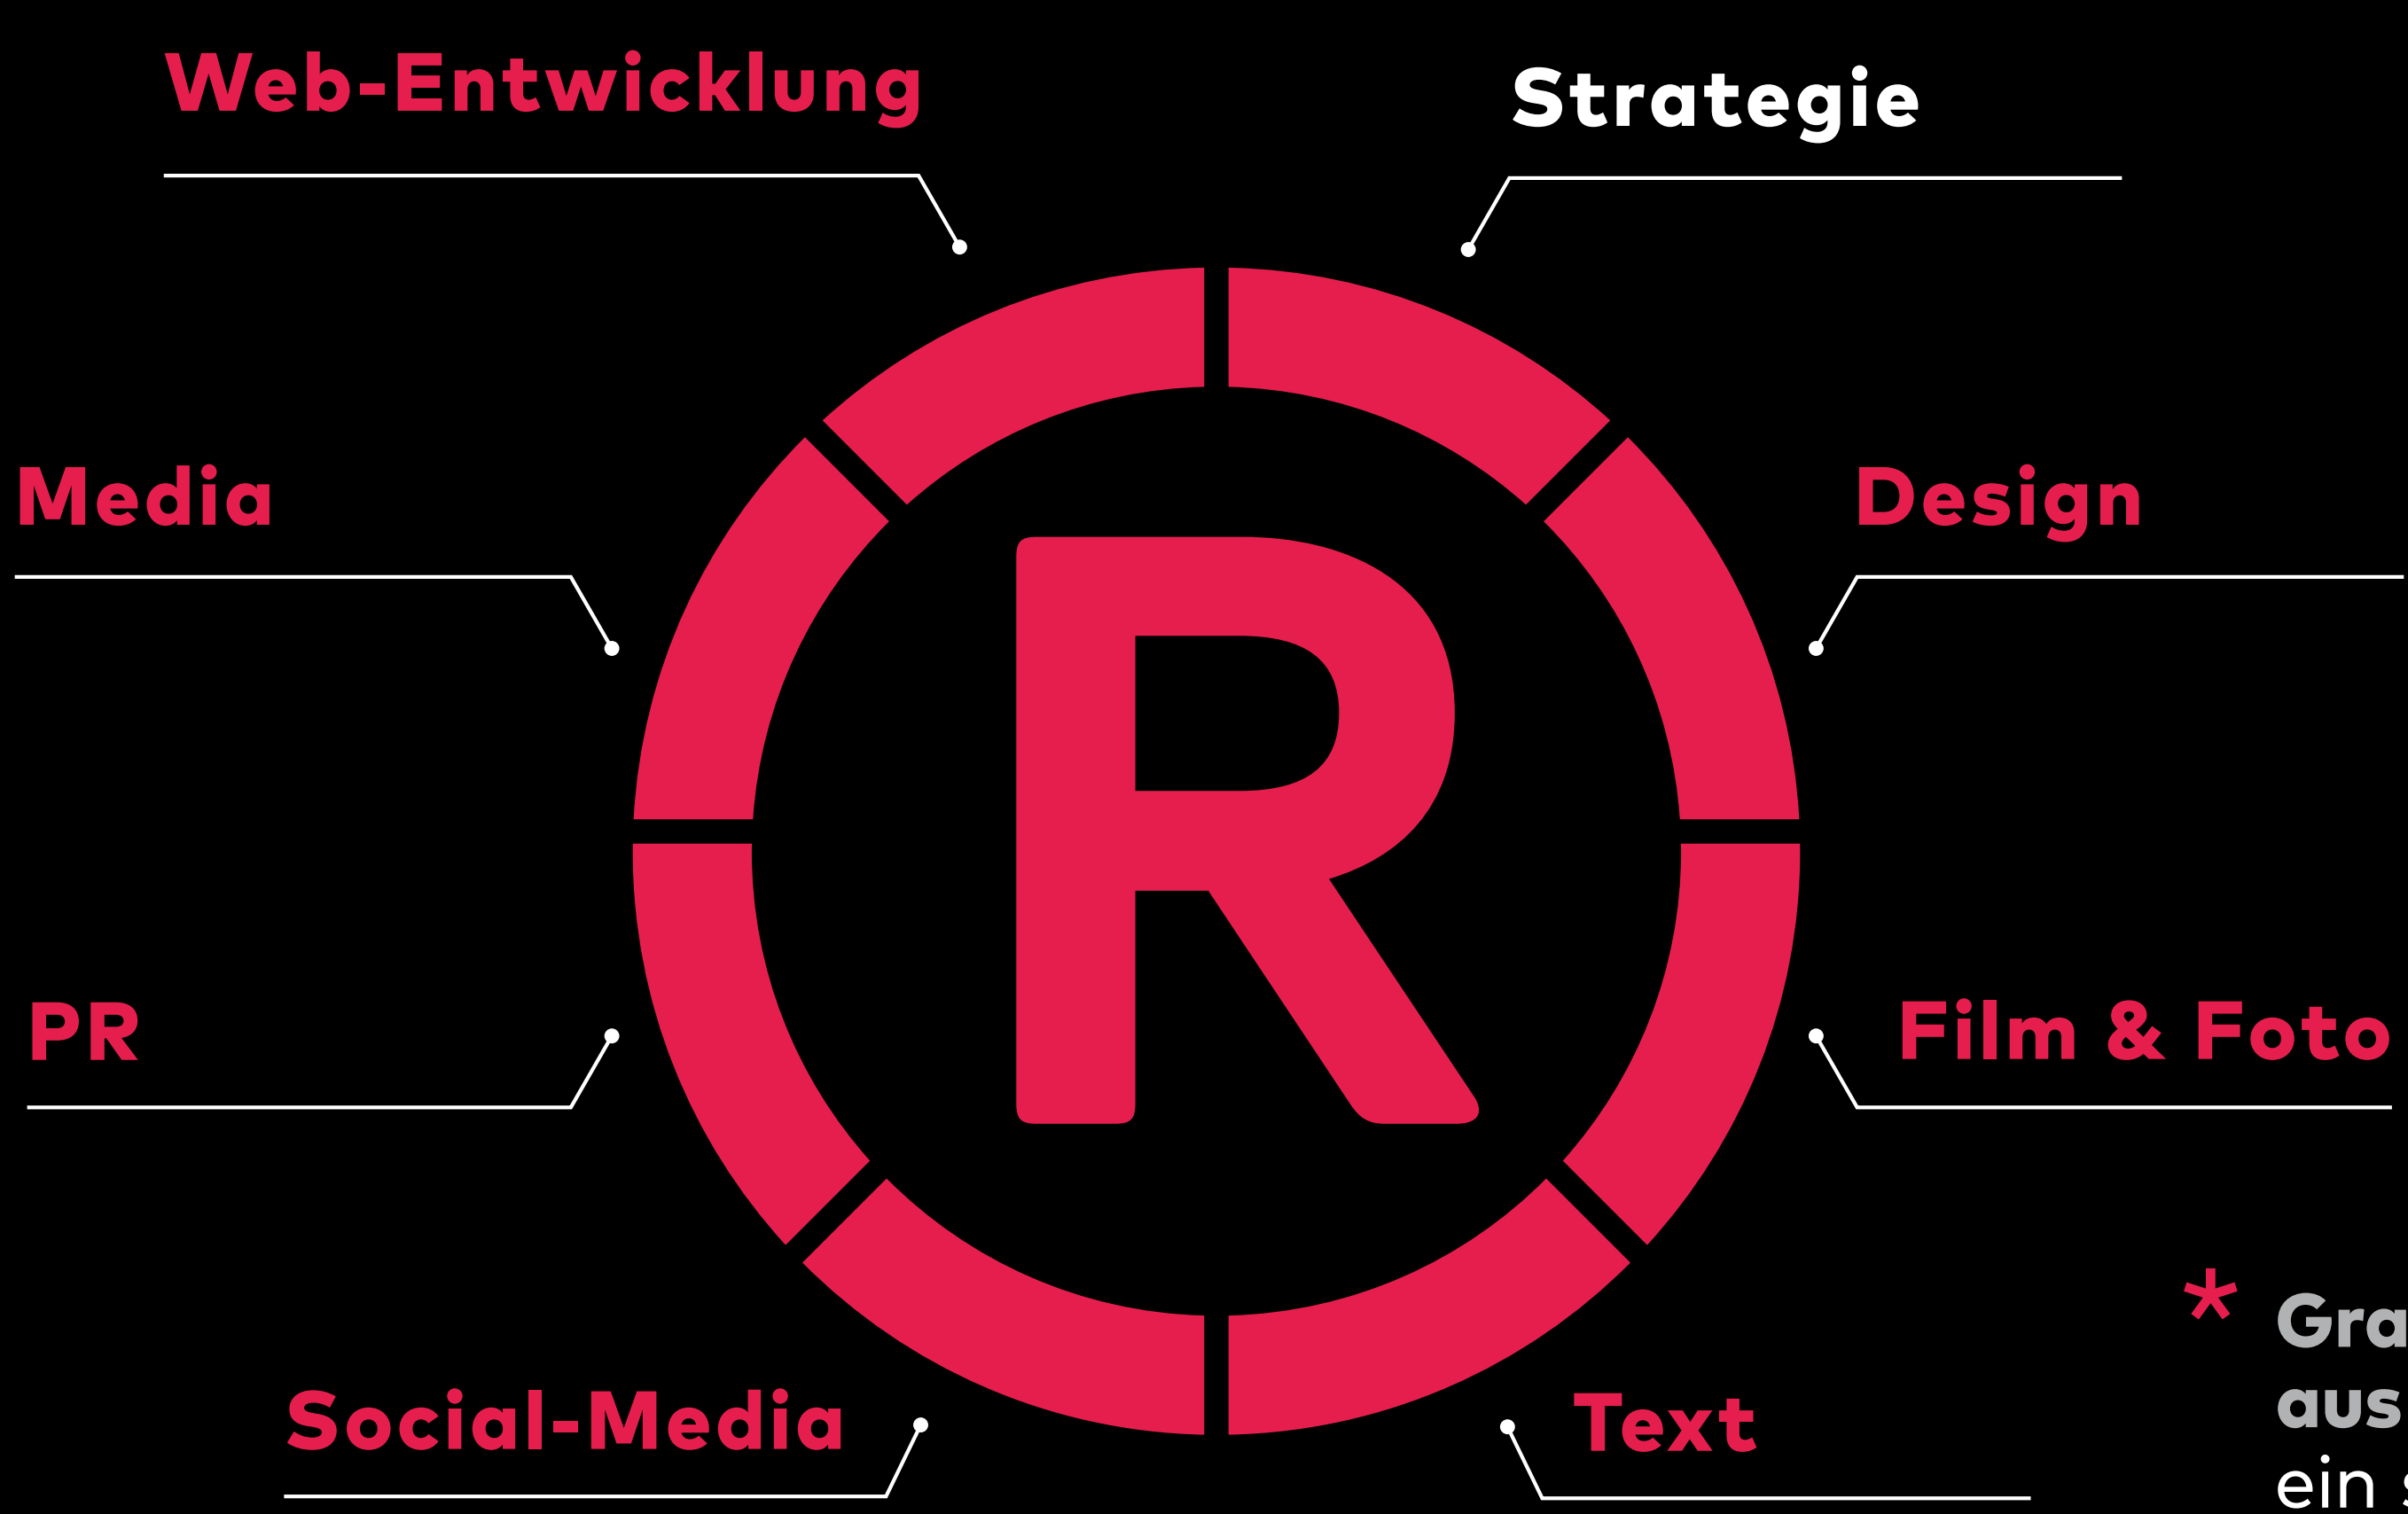 Web-Entwicklung
Strategie
Media
Design
R
PR
Film & Foto
*
Social-Media
Text